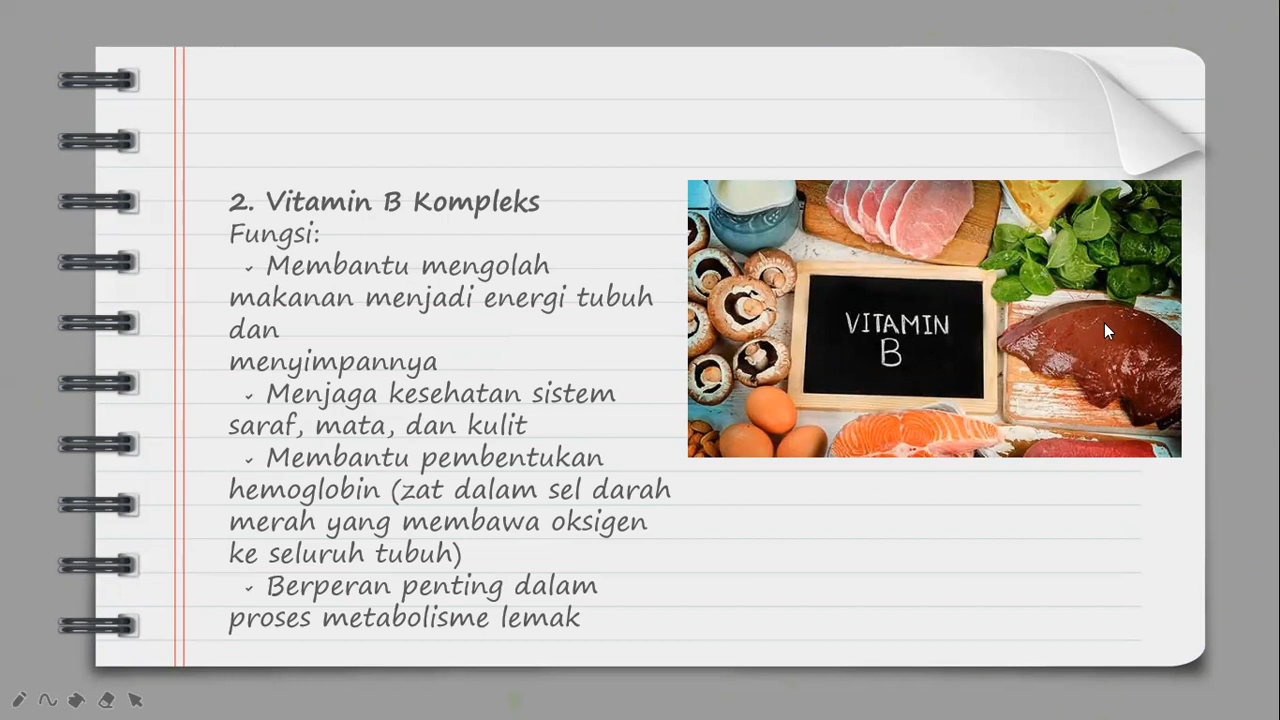 2. Vitamin B Kompleks
Fungsi:
✓ Membantu mengolah
makanan menjadi energi tubuh
dan
menyimpannya
✓ Menjaga kesehatan sistem
saraf, mata, dan kulit
✓ Membantu pembentukan
hemoglobin (zat dalam sel darah
merah yang membawa oksigen
ke seluruh tubuh)
✓ Berperan penting dalam
proses metabolisme lemak
VITAMIN
B